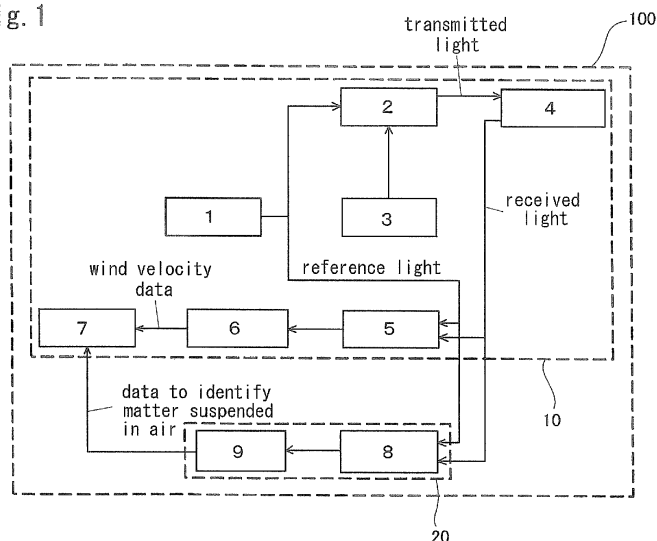 g. 1
transmitted
light
100
2
4
1
3
received
light
reference light
wind velocity
data
7
6
5
data to identify
matter suspended
in air
10
9
8
20